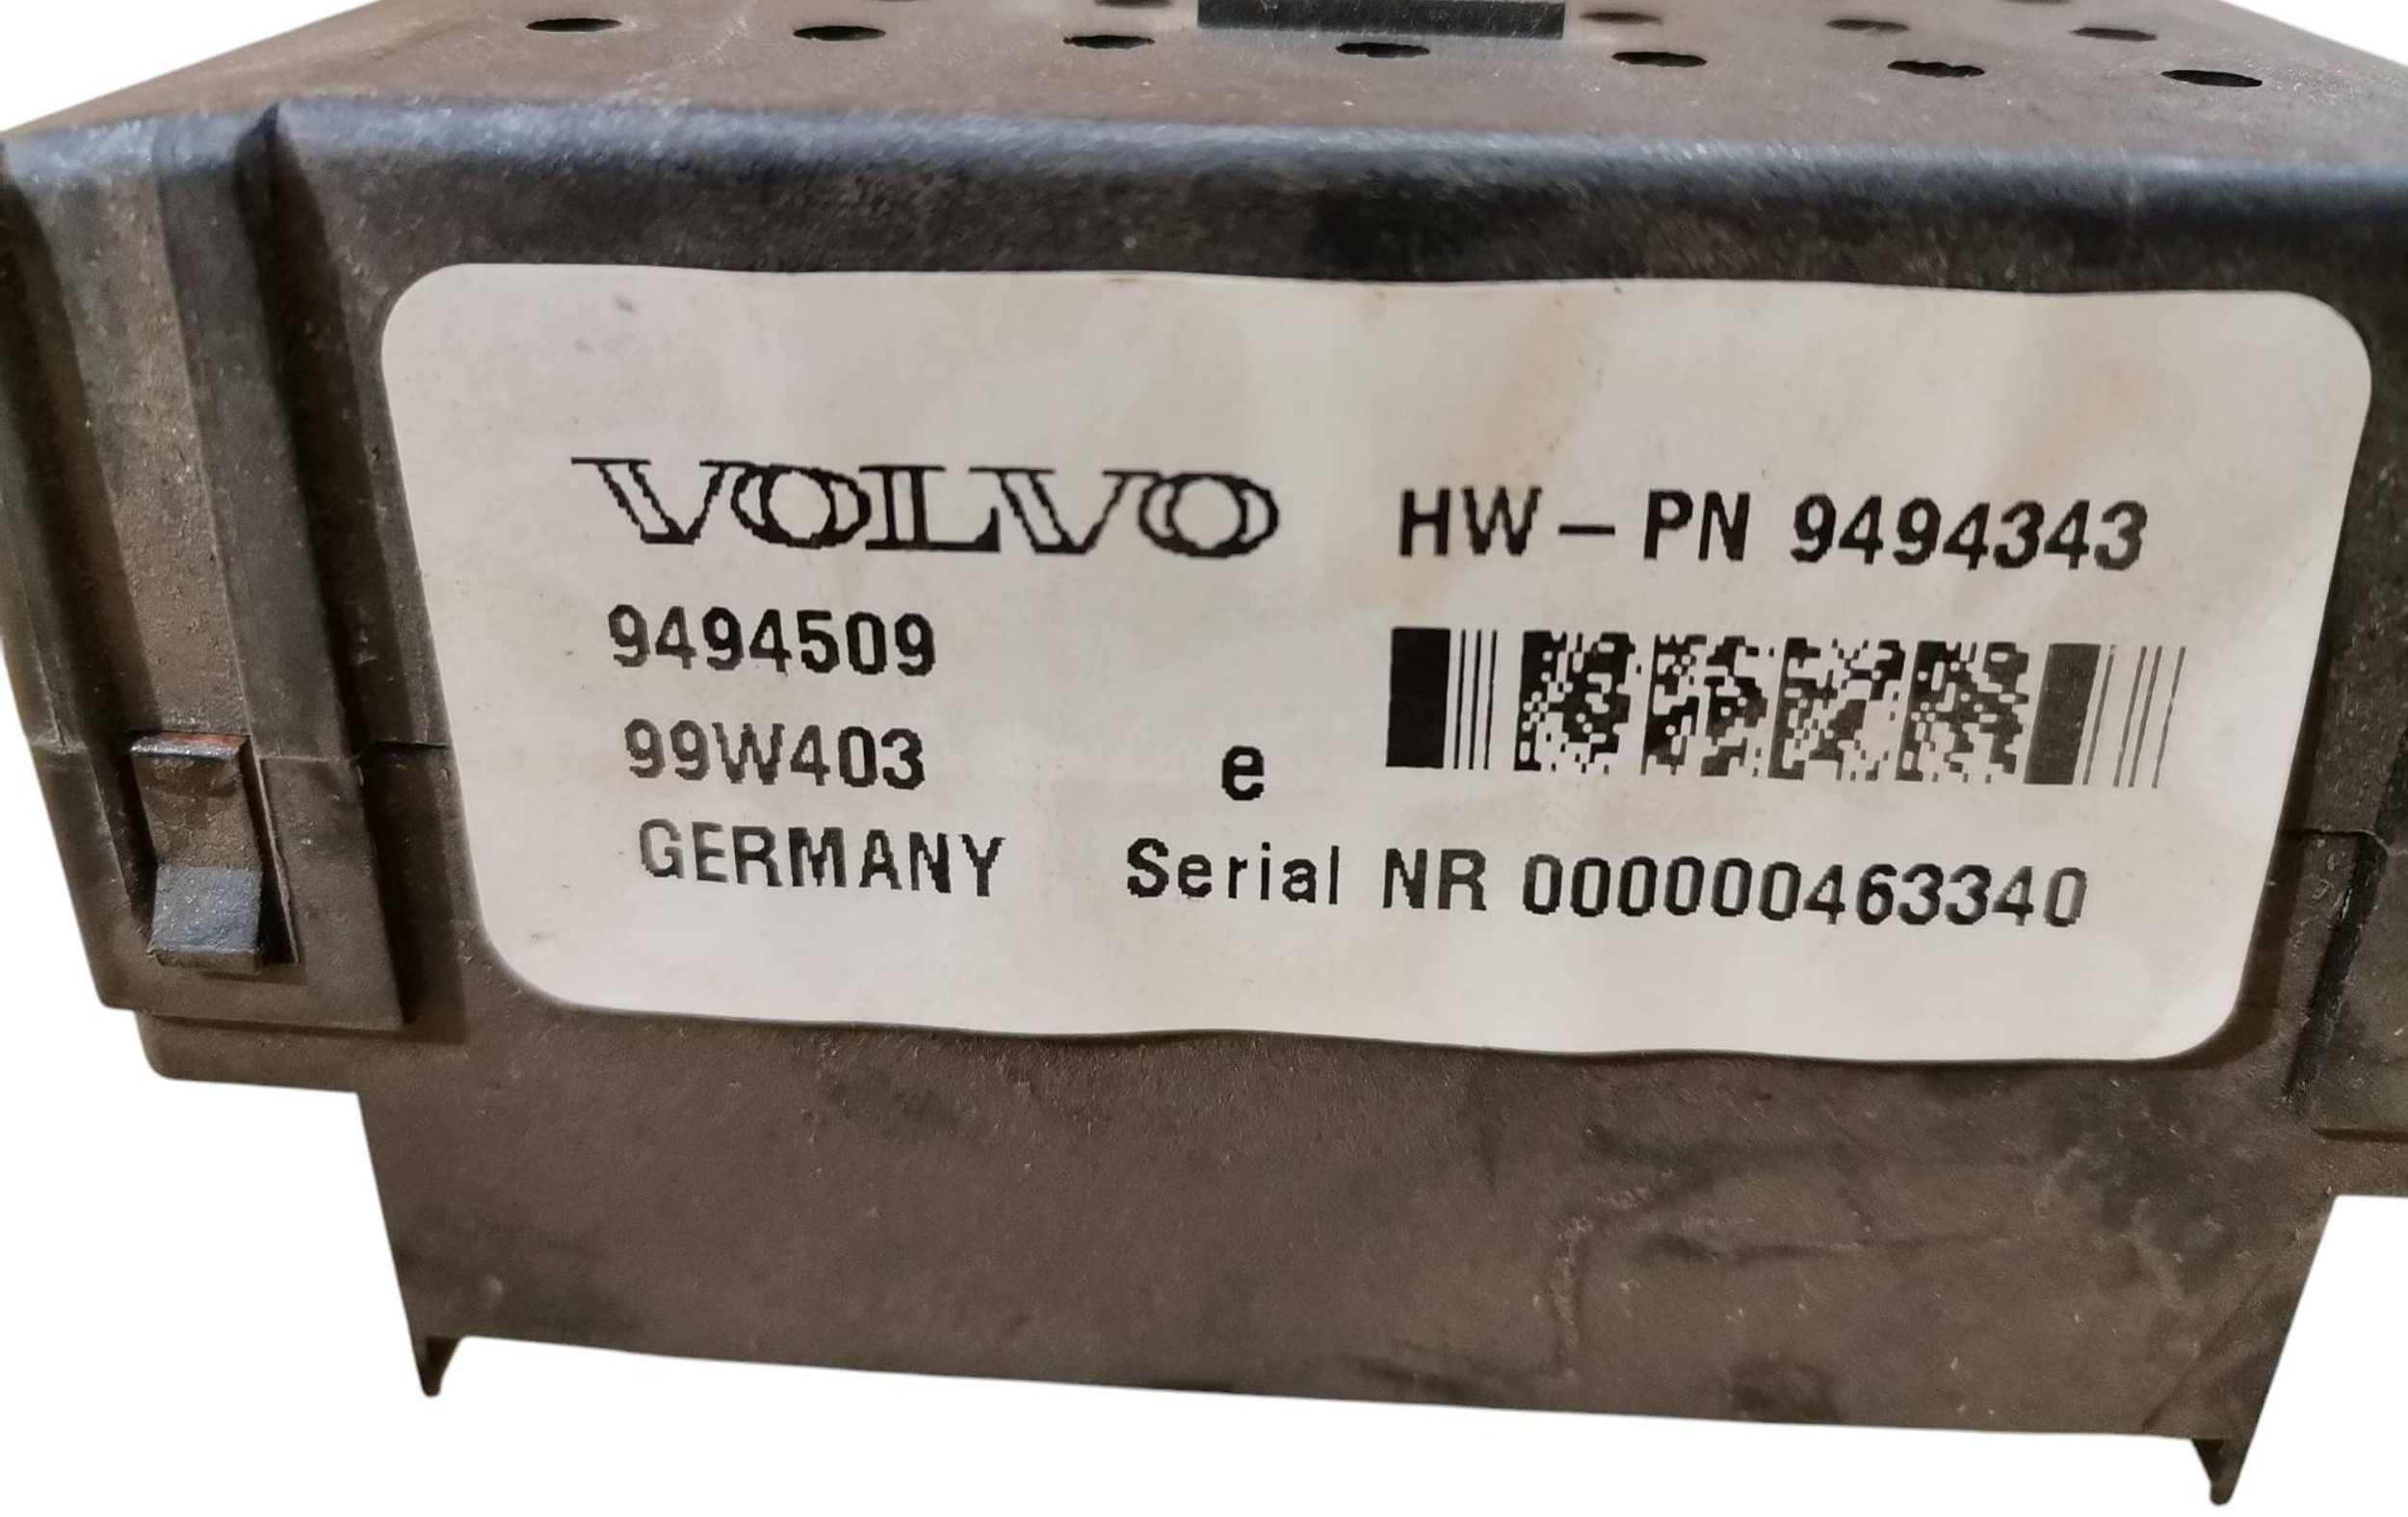 VOLVO HW-PN 9494343
9494509
99W403 e
GERMANY Serial NR 000000463340